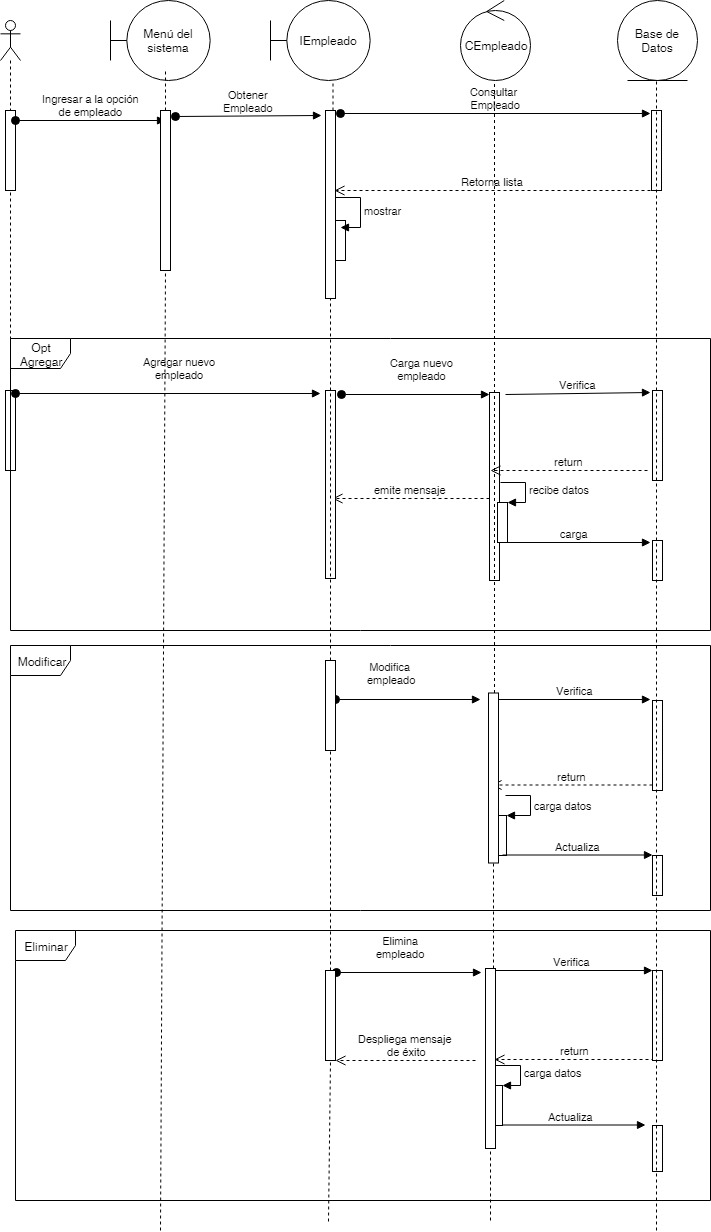 Menú del
sistema
IEmpleado
CEmpleado
Base de
Datos
Ingresar a la opción
de empleado
Obtener
Empleado
Consultar
Empleado
Retorna lista
mostrar
Opt
Agregar
Agregar nuevo
empleado
Carga nuevo
empleado
Verifica
return
emite mensaje
recibe datos
carga
Modificar
Modifica
empleado
Verifica
return
carga datos
Actualiza
Eliminar
Elimina
empleado
Verifica
Despliega mensaje
de éxito
return
carga datos
Actualiza